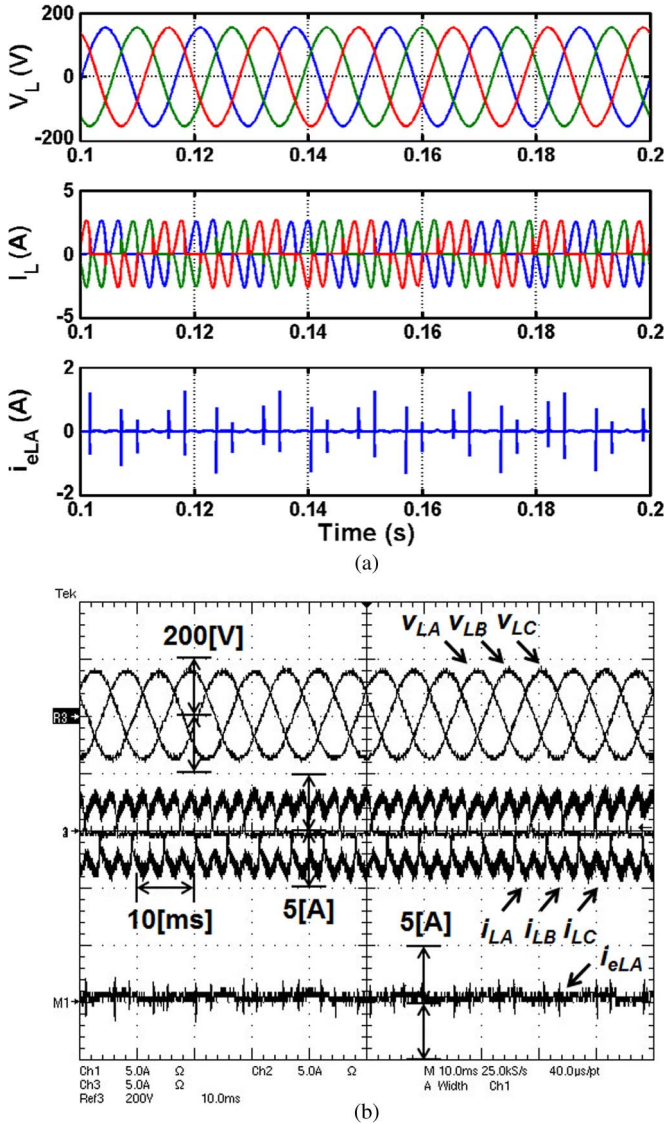 200
0
-200
V_L (V)
0.1 0.12 0.14 0.16 0.18 0.2
5
0
-5
I_L (A)
0.1 0.12 0.14 0.16 0.18 0.2
2
0
-2
i_eLA (A)
0.1 0.12 0.14 0.16 0.18 0.2
Time (s)
(a)
Tek
200[V]
v_LA v_LB v_LC
R3
3
10[ms]
5[A]
5[A]
i_LA i_LB i_LC
i_eLA
M1
Ch1 5.0A Ω Ch2 5.0A Ω M 10.0ms 25.0kS/s 40.0µs/pt
Ch3 5.0A Ω A Width Ch1
Ref3 200V 10.0ms
(b)